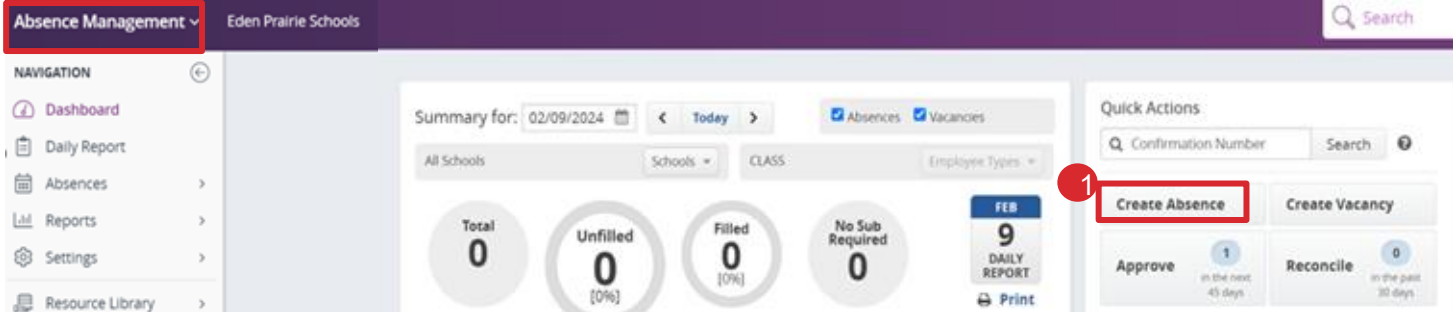 Absence Management
Eden Prairie Schools
Search
NAVIGATION
Dashboard
Daily Report
Absences
Reports
Settings
Resource Library
Summary for: 02/09/2024
Today
Absences
Vacancies
All Schools
Schools
CLASS
Employee Types
Total
0
Unfilled
0
[0%]
Filled
0
[0%]
No Sub
Required
0
FEB
9
DAILY
REPORT
Print
Quick Actions
Confirmation Number
Search
1
Create Absence
Create Vacancy
Approve
1
in the next
45 days
Reconcile
0
in the past
30 days